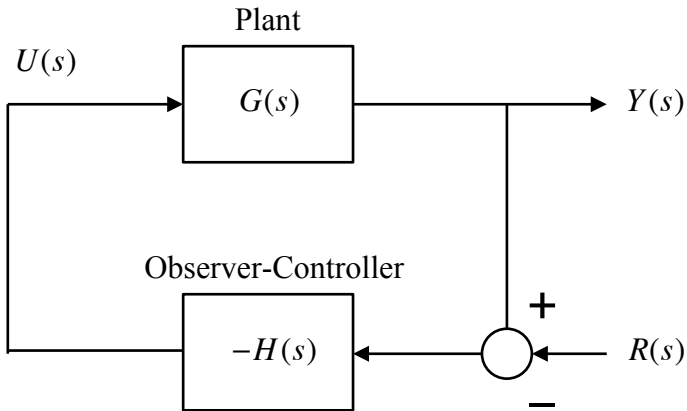 Plant
U(s)
G(s)
Y(s)
Observer-Controller
+
−H(s)
R(s)
−